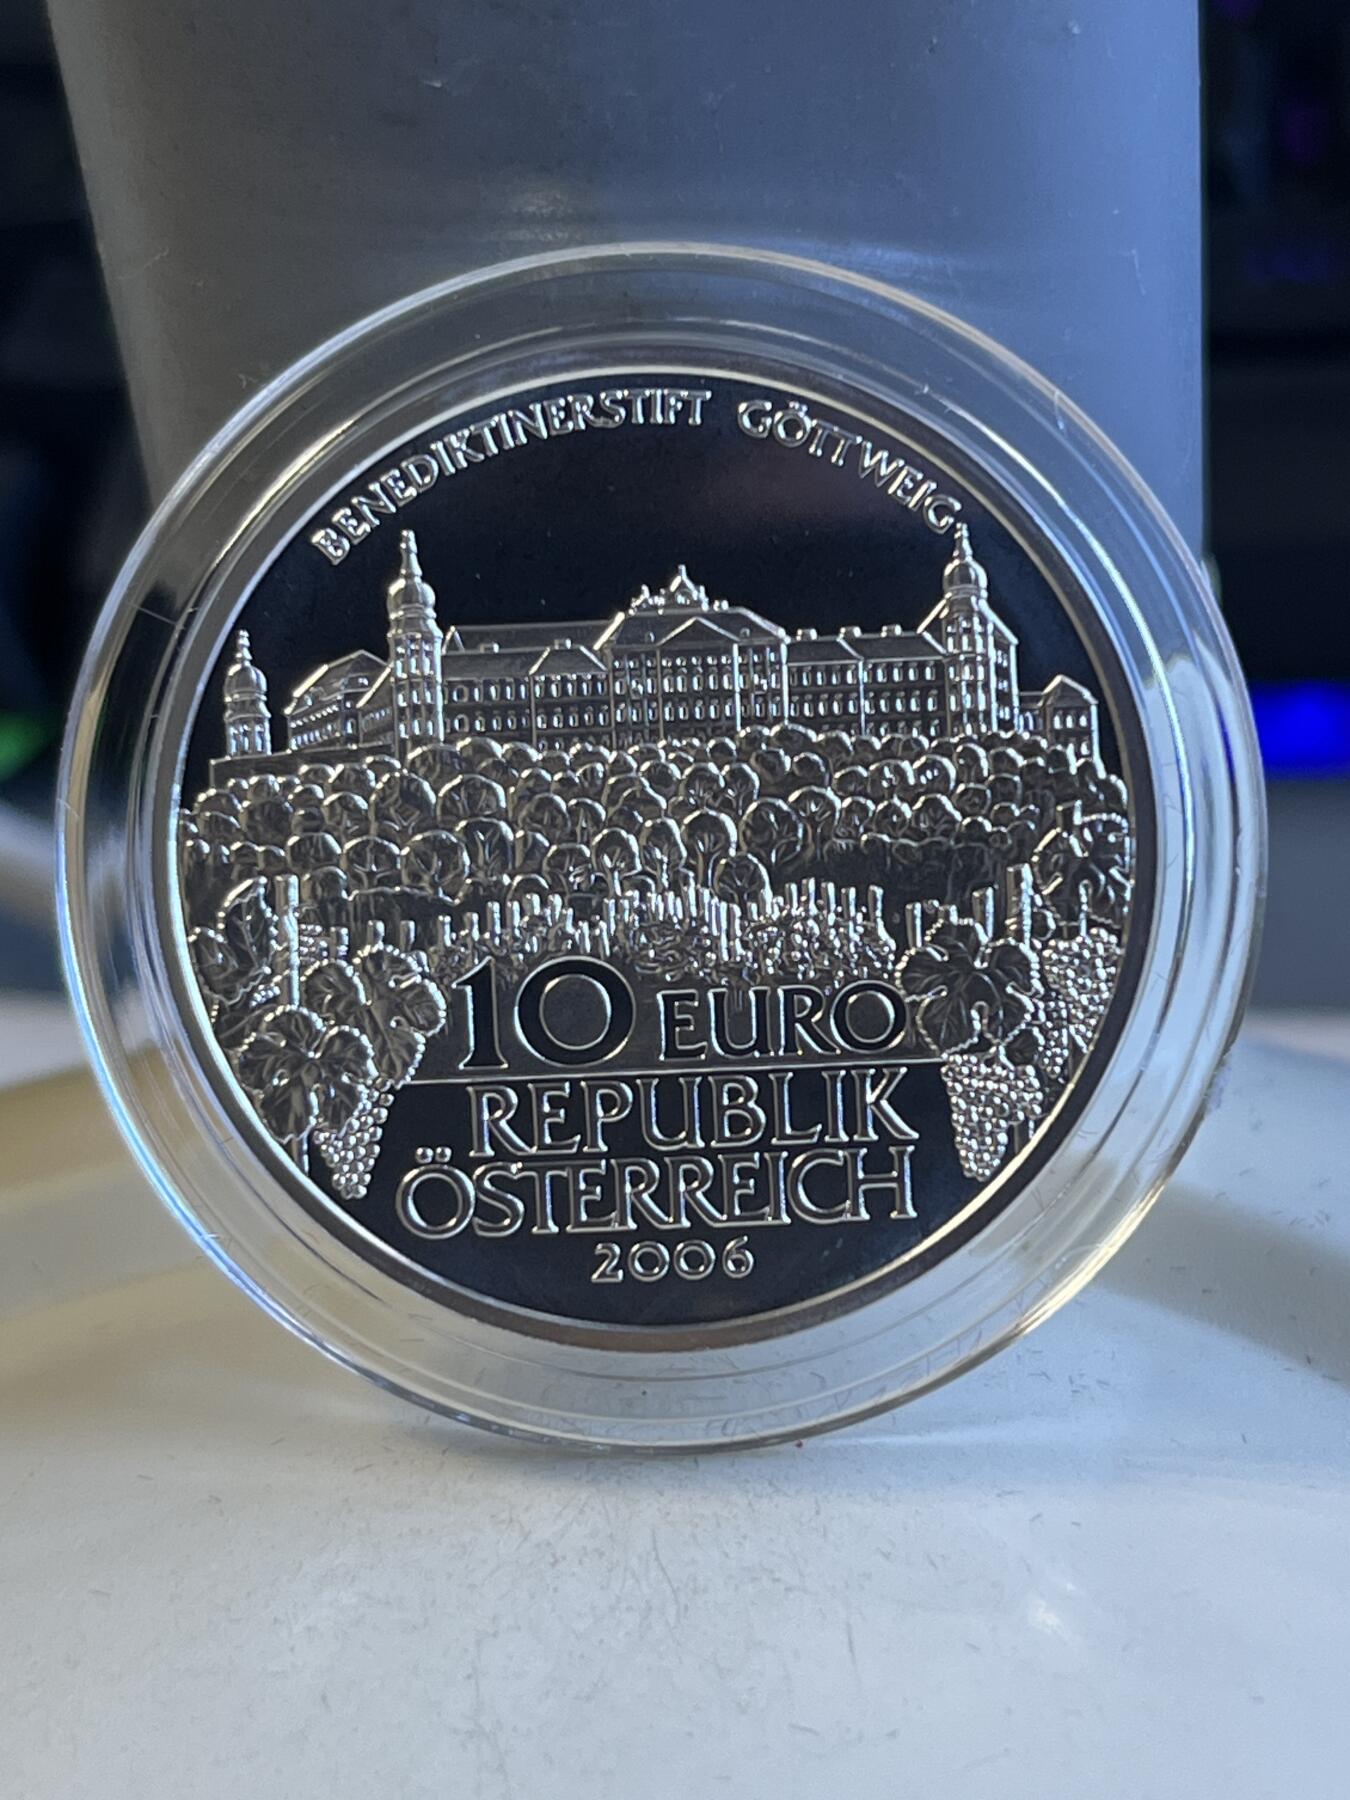 BENEDIKTINERSTIFT GÖTTWEIG
10 EURO
REPUBLIK
ÖSTERREICH
2006